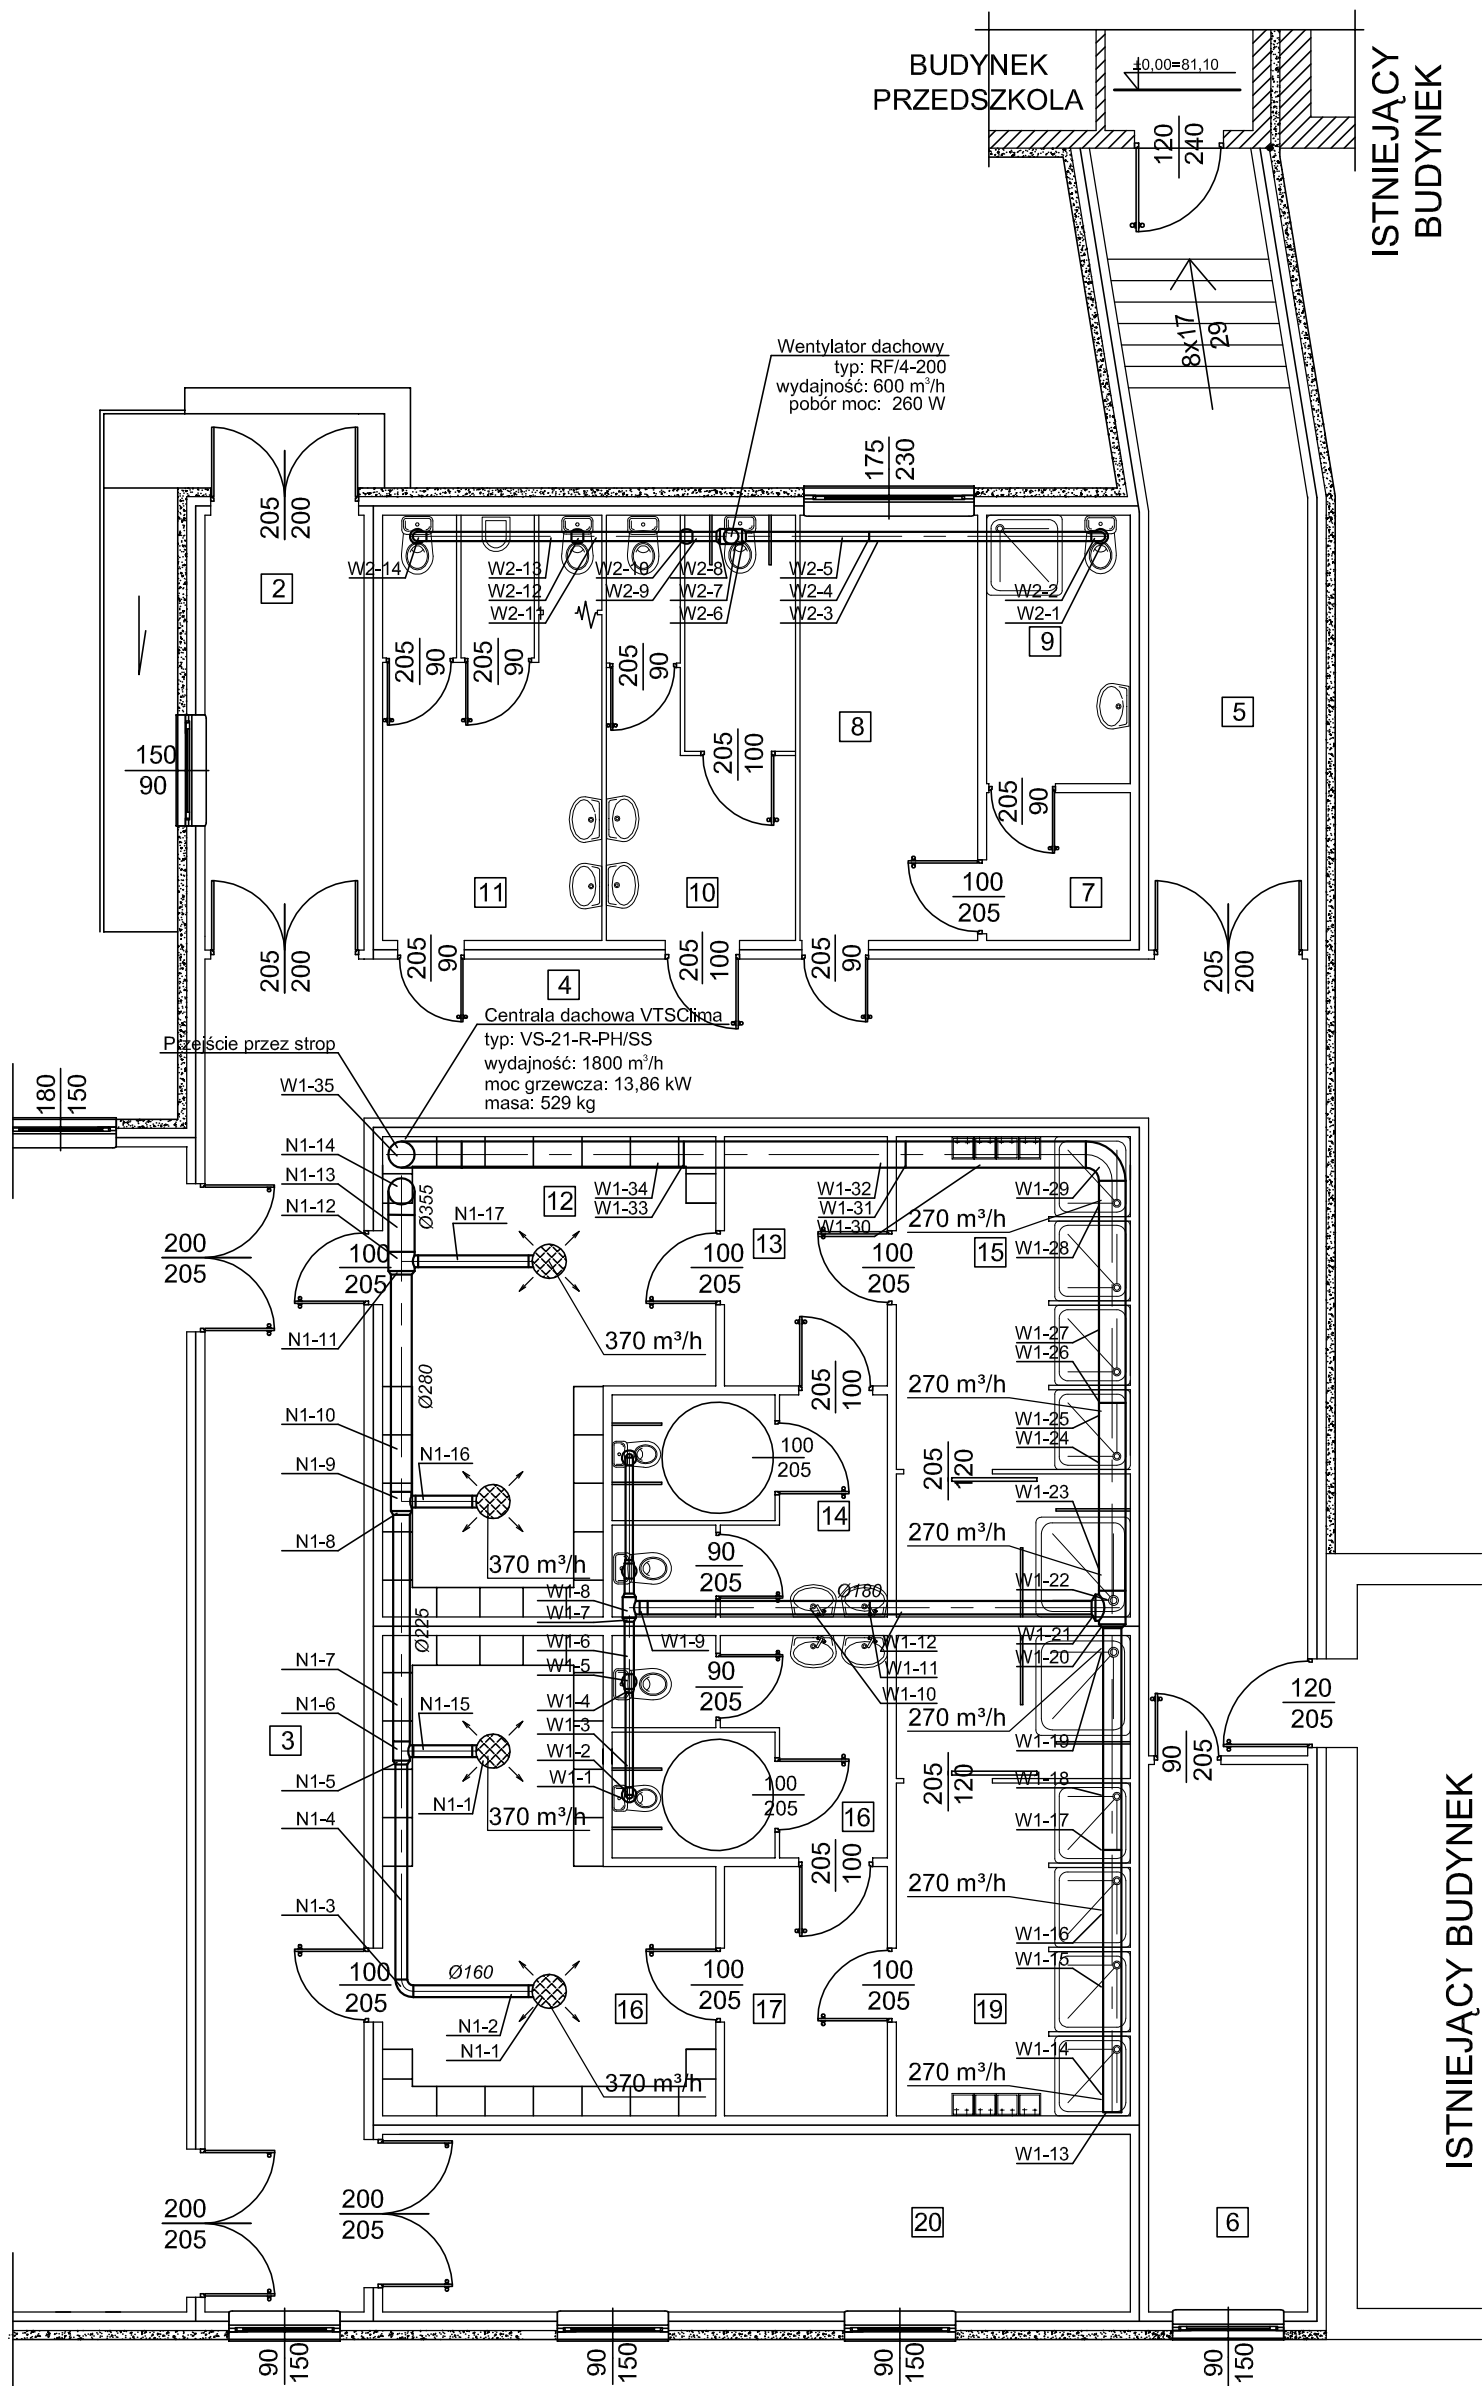 BUDYNEK
PRZEDSZKOLA
±0,00=81,10
ISTNIEJĄCY
BUDYNEK
120
240
8x17
29
Wentylator dachowy
typ: RF/4-200
wydajność: 600 m³/h
pobór moc: 260 W
175
230
205
200
2
W2-14
W2-13
W2-12
W2-11
W2-10
W2-9
W2-8
W2-7
W2-6
W2-5
W2-4
W2-3
W2-2
W2-1
9
205
90
205
90
205
90
5
8
205
100
150
90
205
90
11
10
7
100
205
205
200
205
90
205
100
205
90
205
200
4
Centrala dachowa VTSClima
typ: VS-21-R-PH/SS
wydajność: 1800 m³/h
moc grzewcza: 13,86 kW
masa: 529 kg
Przejście przez strop
180
150
W1-35
N1-14
N1-13
N1-12
Ø355
N1-17
12
W1-34
W1-33
W1-32
W1-31
W1-30
W1-29
270 m³/h
W1-28
13
15
200
205
100
205
100
205
100
205
N1-11
370 m³/h
W1-27
W1-26
270 m³/h
W1-25
W1-24
Ø280
205
100
N1-10
N1-16
N1-9
N1-8
100
205
205
120
14
W1-23
270 m³/h
370 m³/h
90
205
W1-22
W1-8
W1-7
Ø180
Ø225
W1-6
W1-5
W1-9
W1-12
W1-11
W1-10
W1-21
W1-20
N1-7
N1-6
N1-15
W1-4
W1-3
W1-2
W1-1
90
205
270 m³/h
W1-19
120
205
90
205
3
N1-5
N1-1
N1-4
370 m³/h
100
205
16
205
120
W1-18
W1-17
205
100
270 m³/h
N1-3
W1-16
W1-15
100
205
Ø160
100
205
100
205
N1-2
N1-1
16
17
19
W1-14
270 m³/h
370 m³/h
W1-13
ISTNIEJĄCY BUDYNEK
200
205
200
205
20
6
90
150
90
150
90
150
90
150